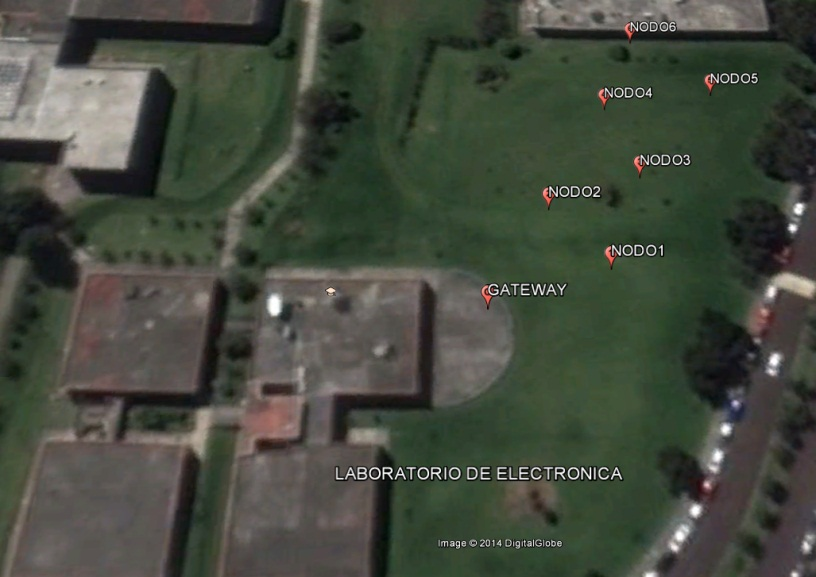 NODO6
NODO5
NODO4
NODO3
NODO2
NODO1
GATEWAY
LABORATORIO DE ELECTRONICA
Image © 2014 DigitalGlobe